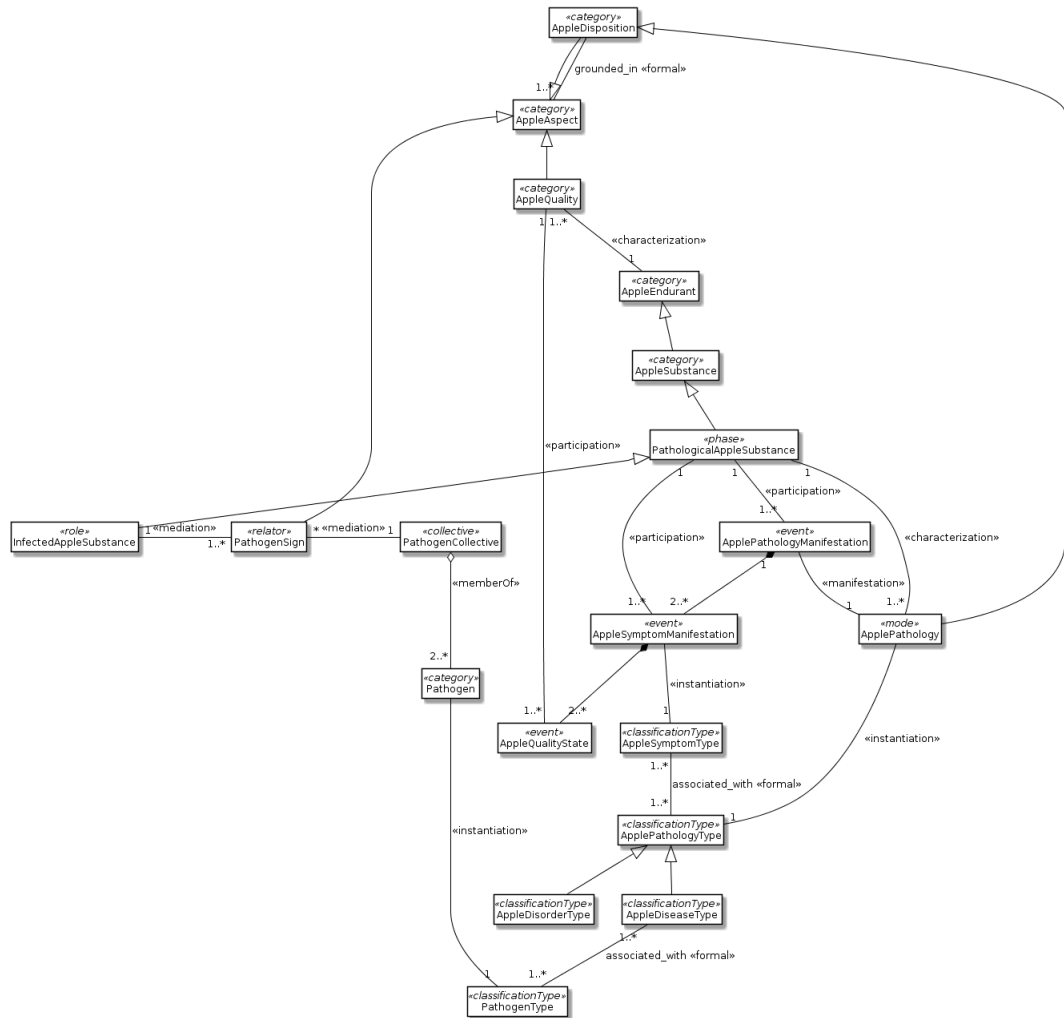 «category»
AppleDisposition
grounded_in «formal»
1..*
«category»
AppleAspect
«category»
AppleQuality
1 1..*
«characterization»
1
«category»
AppleEndurant
«category»
AppleSubstance
«phase»
PathologicalAppleSubstance
«participation»
1
1
1
«participation»
«role»
InfectedAppleSubstance
1 «mediation»
1..*
«relator»
PathogenSign
* «mediation» 1
«collective»
PathogenCollective
1..*
«event»
ApplePathologyManifestation
«participation»
«characterization»
1
«memberOf»
«manifestation»
1..*
2..*
1
1..*
«event»
AppleSymptomManifestation
«mode»
ApplePathology
2..*
«category»
Pathogen
«instantiation»
1..*
2..*
1
«event»
AppleQualityState
«classificationType»
AppleSymptomType
«instantiation»
1..*
associated_with «formal»
1..*
1
«classificationType»
ApplePathologyType
«instantiation»
«classificationType»
AppleDisorderType
«classificationType»
AppleDiseaseType
1..*
associated_with «formal»
1
1..*
«classificationType»
PathogenType